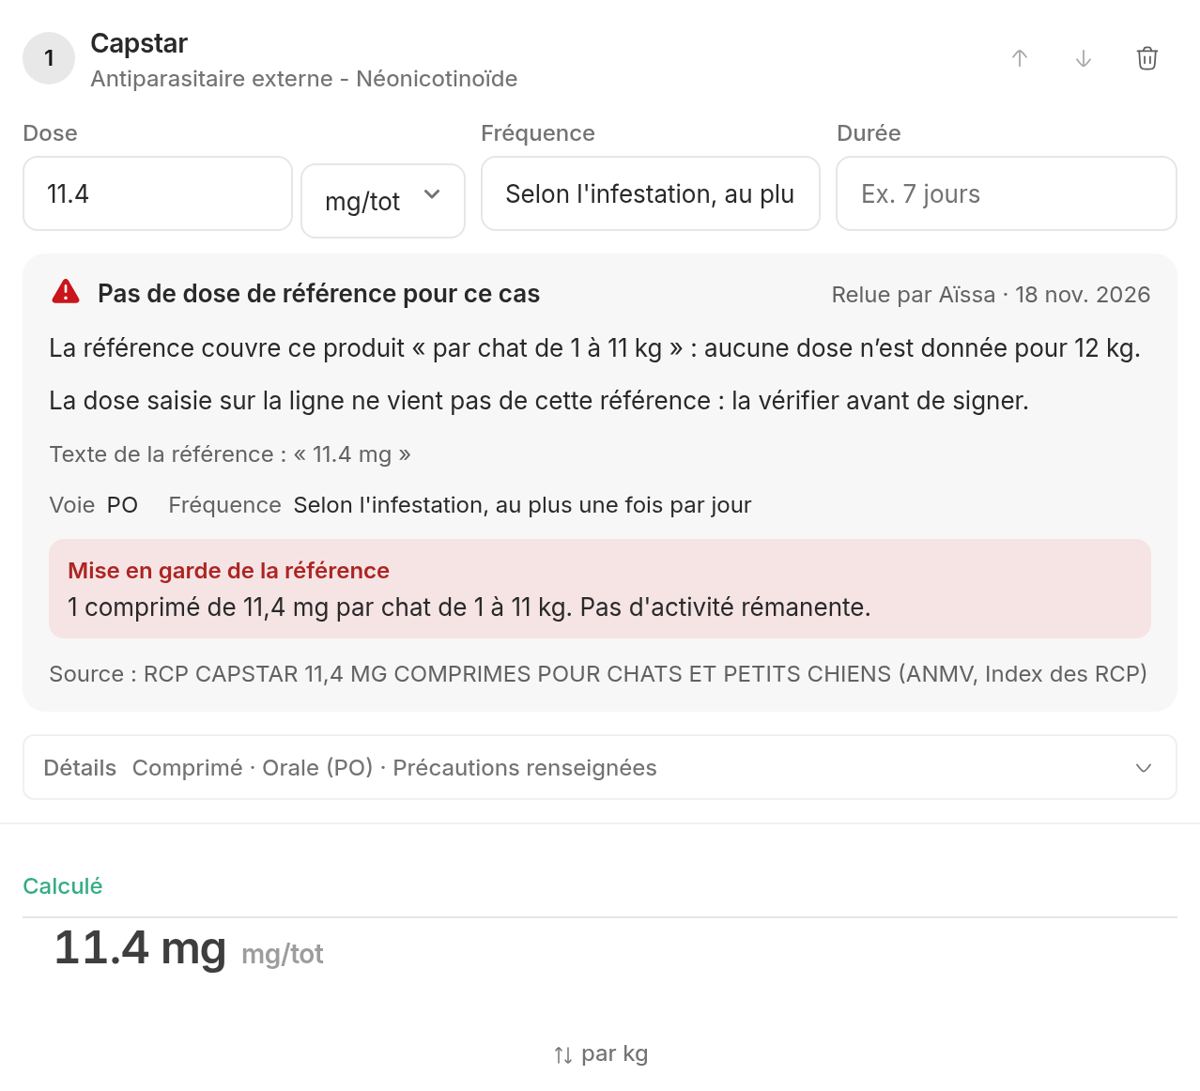 1
Capstar
Antiparasitaire externe - Néonicotinoïde
Dose
Fréquence
Durée
11.4
mg/tot
Selon l'infestation, au plu
Ex. 7 jours
Pas de dose de référence pour ce cas
Relue par Aïssa · 18 nov. 2026
La référence couvre ce produit « par chat de 1 à 11 kg » : aucune dose n’est donnée pour 12 kg.
La dose saisie sur la ligne ne vient pas de cette référence : la vérifier avant de signer.
Texte de la référence : « 11.4 mg »
Voie PO Fréquence Selon l'infestation, au plus une fois par jour
Mise en garde de la référence
1 comprimé de 11,4 mg par chat de 1 à 11 kg. Pas d'activité rémanente.
Source : RCP CAPSTAR 11,4 MG COMPRIMES POUR CHATS ET PETITS CHIENS (ANMV, Index des RCP)
Détails Comprimé · Orale (PO) · Précautions renseignées
Calculé
11.4 mg mg/tot
par kg